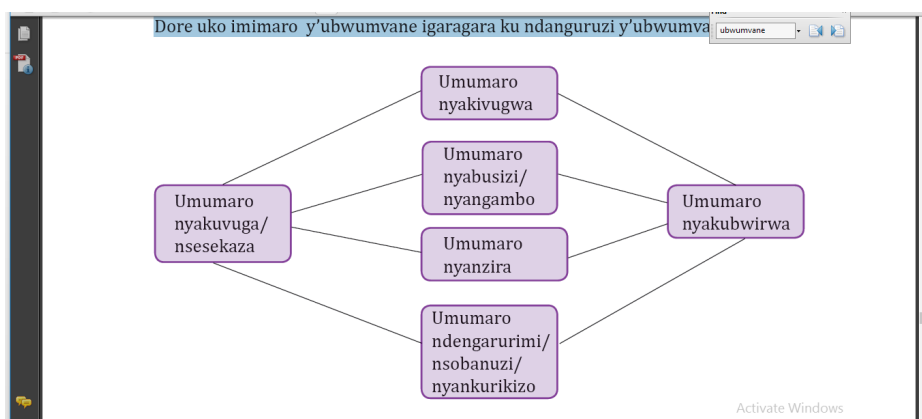 Dore uko imimaro y'ubwumvane igaragara ku ndanguruzi y'ubwumva
ubwumvane
Umumaro
nyakivugwa
Umumaro
nyabusizi/
nyangambo
Umumaro
nyakuvuga/
nsesekaza
Umumaro
nyakubwirwa
Umumaro
nyanzira
Umumaro
ndengarurimi/
nsobanuzi/
nyankurikizo
Activate Windows